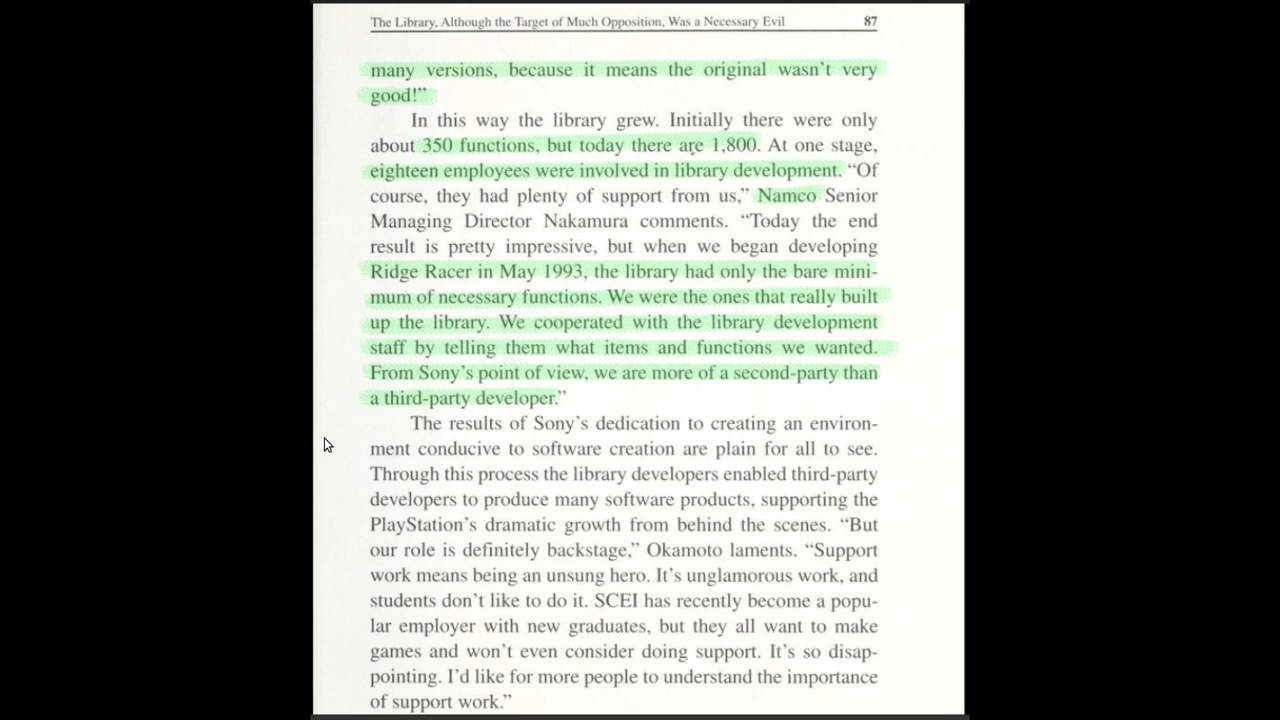 The Library, Although the Target of Much Opposition, Was a Necessary Evil 87
many versions, because it means the original wasn't very
good!”
In this way the library grew. Initially there were only
about 350 functions, but today there are 1,800. At one stage,
eighteen employees were involved in library development. “Of
course, they had plenty of support from us,” Namco Senior
Managing Director Nakamura comments. “Today the end
result is pretty impressive, but when we began developing
Ridge Racer in May 1993, the library had only the bare mini-
mum of necessary functions. We were the ones that really built
up the library. We cooperated with the library development
staff by telling them what items and functions we wanted.
From Sony's point of view, we are more of a second-party than
a third-party developer.”
The results of Sony's dedication to creating an environ-
ment conducive to software creation are plain for all to see.
Through this process the library developers enabled third-party
developers to produce many software products, supporting the
PlayStation's dramatic growth from behind the scenes. “But
our role is definitely backstage,” Okamoto laments. “Support
work means being an unsung hero. It's unglamorous work, and
students don't like to do it. SCEI has recently become a popu-
lar employer with new graduates, but they all want to make
games and won't even consider doing support. It's so disap-
pointing. I'd like for more people to understand the importance
of support work.”